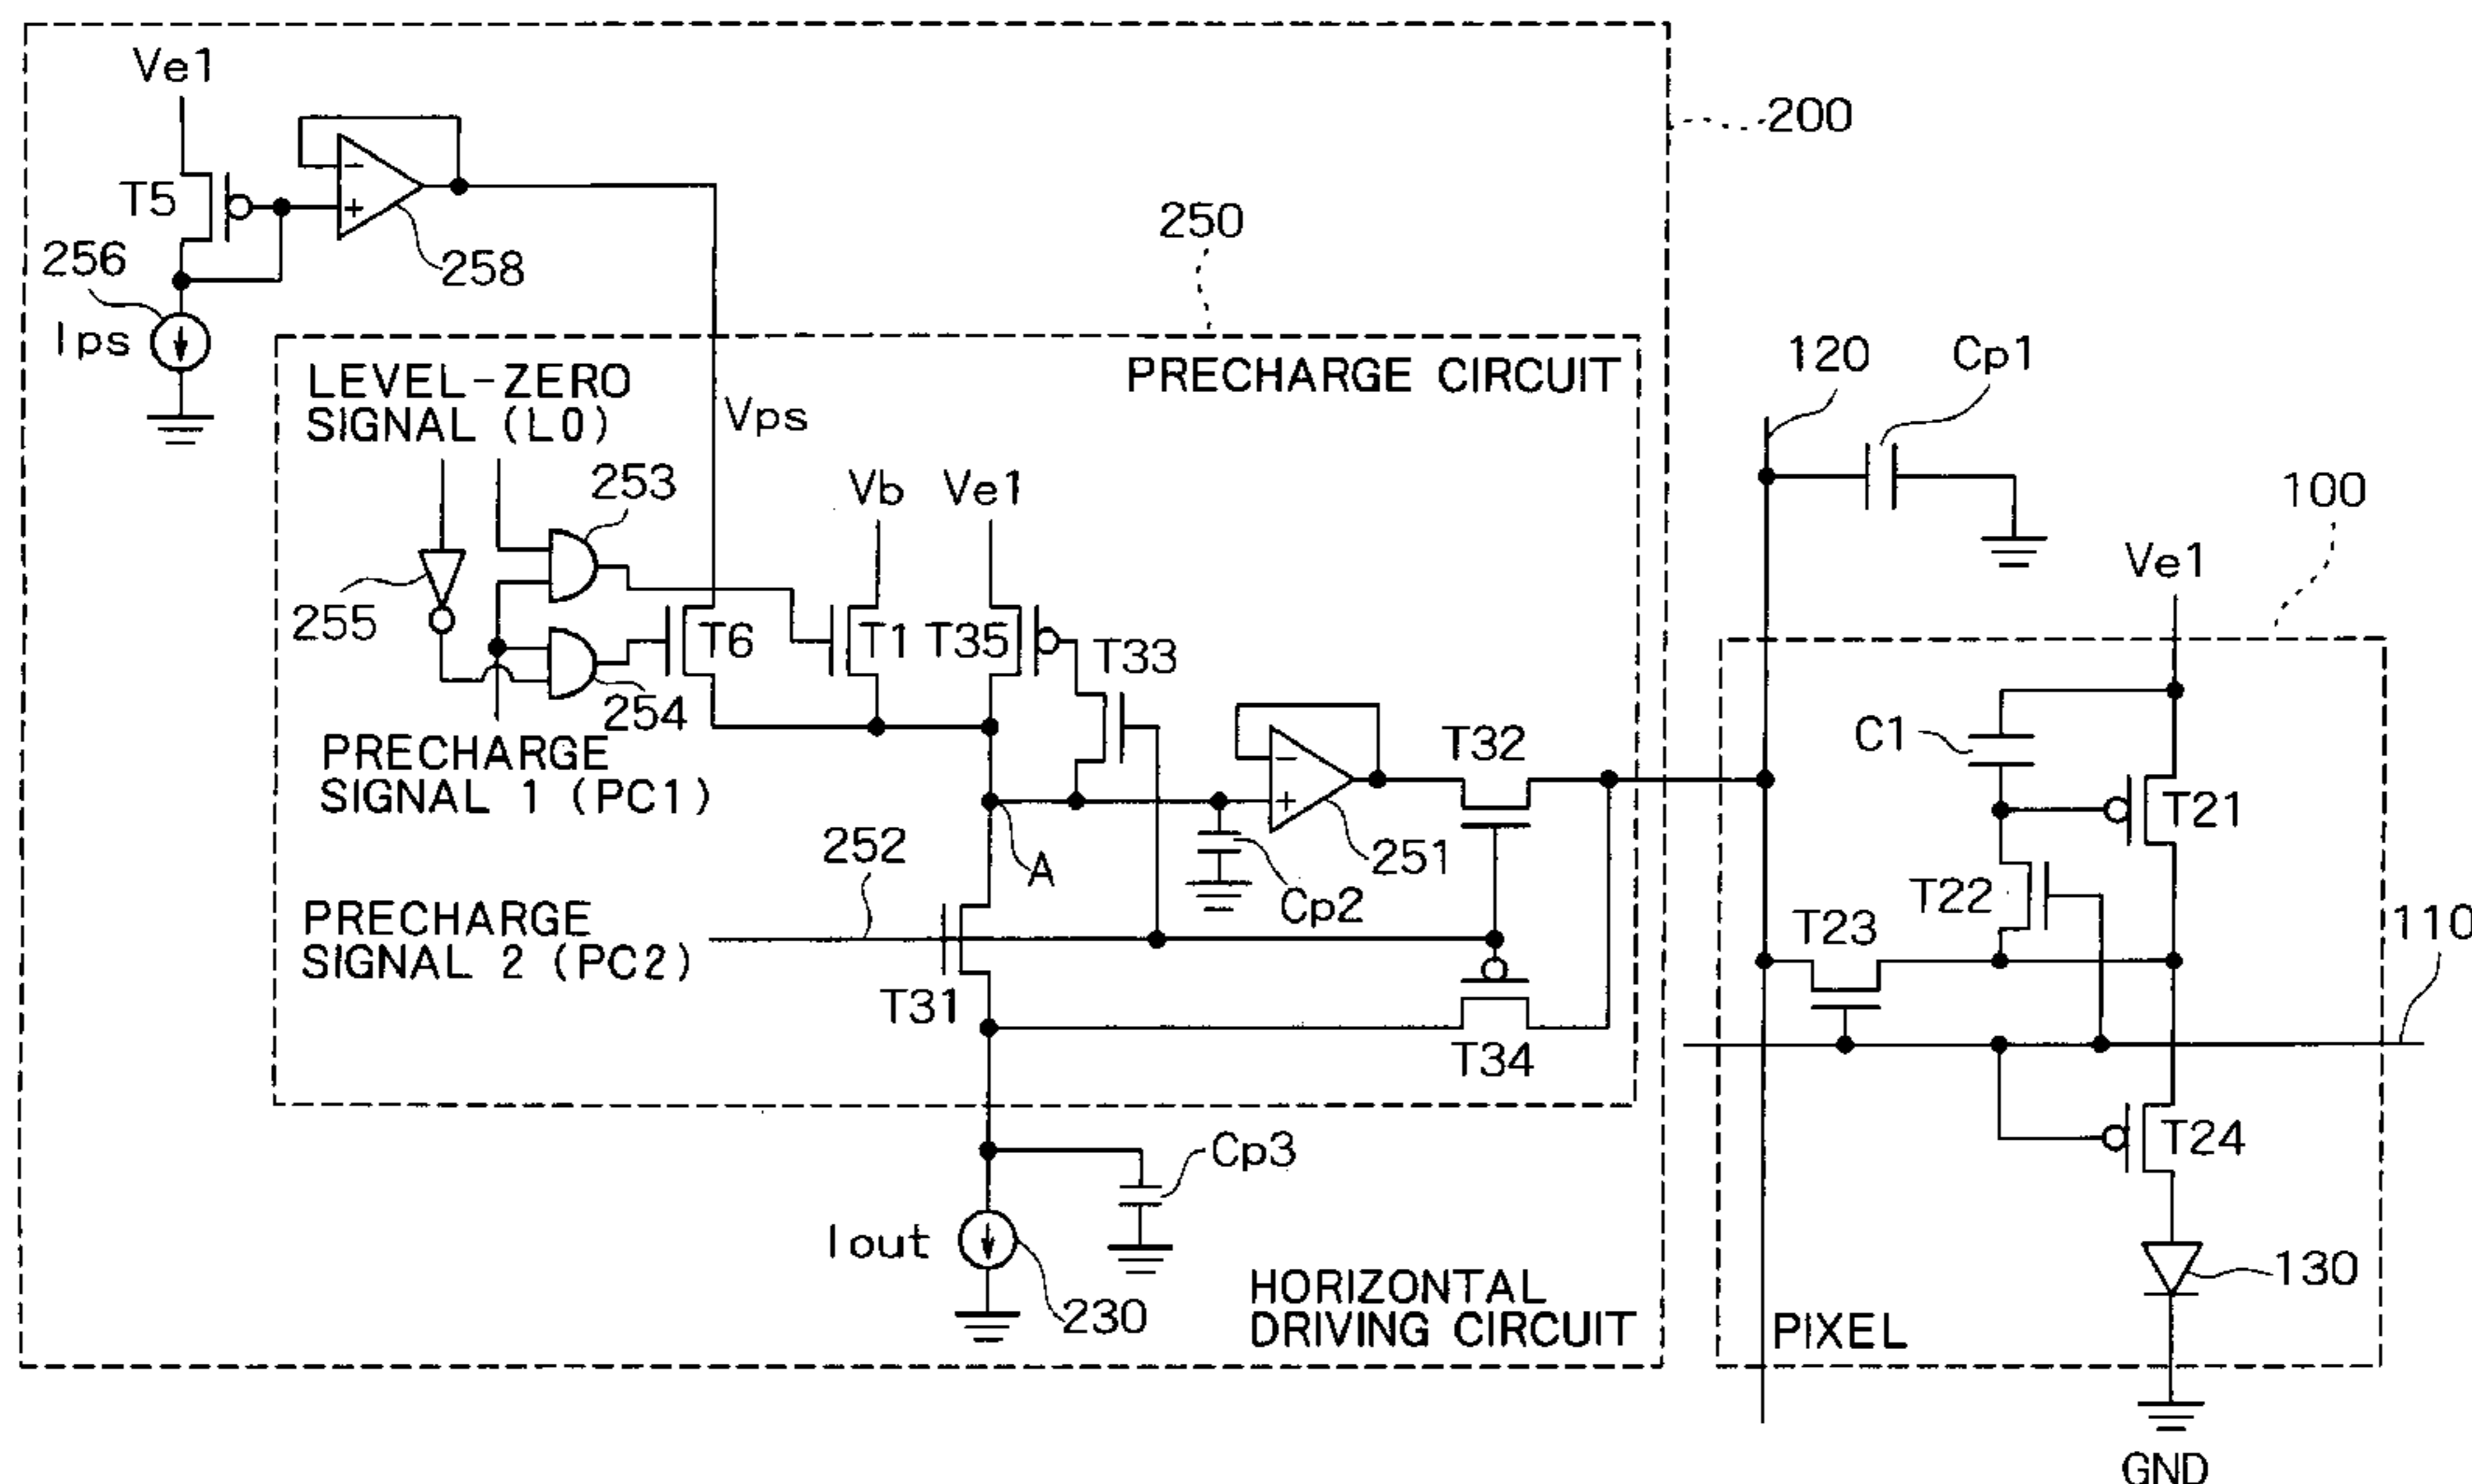 Ve1
200
T5
250
256
258
Ips
LEVEL-ZERO
SIGNAL (L0)
PRECHARGE CIRCUIT
120
Cp1
Vps
253
Vb
Ve1
100
Ve1
255
T6
T1
T35
T33
254
T32
C1
PRECHARGE
SIGNAL 1 (PC1)
T21
252
A
251
T22
Cp2
PRECHARGE
SIGNAL 2 (PC2)
T23
110
T31
T34
T24
Cp3
Iout
230
HORIZONTAL
DRIVING CIRCUIT
130
PIXEL
GND